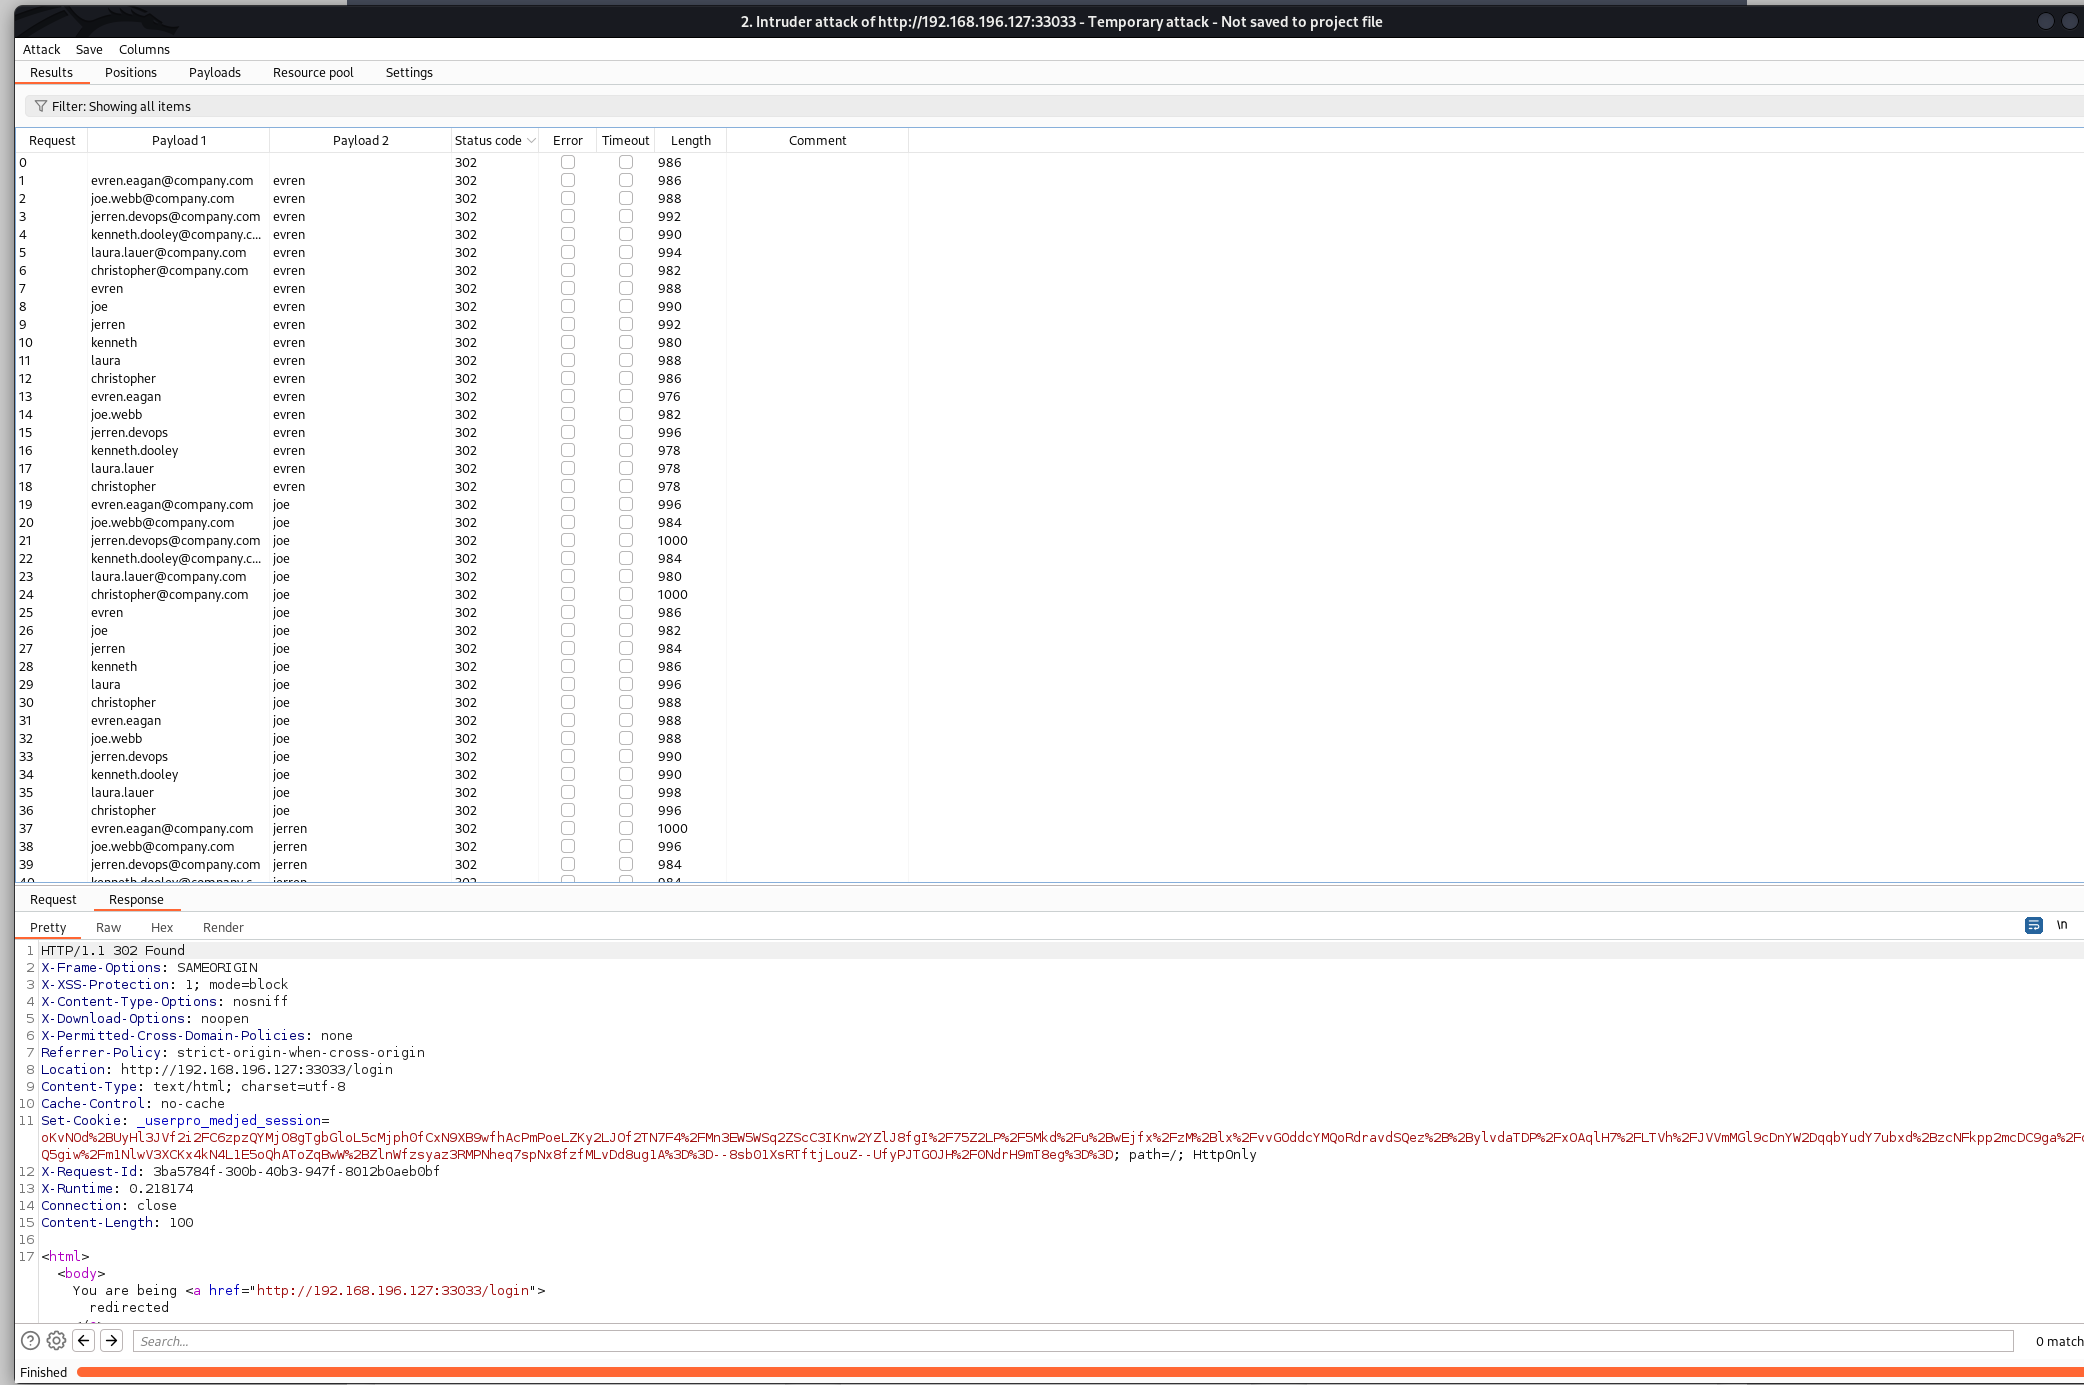 2. Intruder attack of http://192.168.196.127:33033 - Temporary attack - Not saved to project file
Attack Save Columns
Results Positions Payloads Resource pool Settings
Filter: Showing all items
Request Payload 1 Payload 2 Status code Error Timeout Length Comment
0 302 986
1 evren.eagan@company.com evren 302 986
2 joe.webb@company.com evren 302 988
3 jerren.devops@company.com evren 302 992
4 kenneth.dooley@company.c... evren 302 990
5 laura.lauer@company.com evren 302 994
6 christopher@company.com evren 302 982
7 evren evren 302 988
8 joe evren 302 990
9 jerren evren 302 992
10 kenneth evren 302 980
11 laura evren 302 988
12 christopher evren 302 986
13 evren.eagan evren 302 976
14 joe.webb evren 302 982
15 jerren.devops evren 302 996
16 kenneth.dooley evren 302 978
17 laura.lauer evren 302 978
18 christopher evren 302 978
19 evren.eagan@company.com joe 302 996
20 joe.webb@company.com joe 302 984
21 jerren.devops@company.com joe 302 1000
22 kenneth.dooley@company.c... joe 302 984
23 laura.lauer@company.com joe 302 980
24 christopher@company.com joe 302 1000
25 evren joe 302 986
26 joe joe 302 982
27 jerren joe 302 984
28 kenneth joe 302 986
29 laura joe 302 996
30 christopher joe 302 988
31 evren.eagan joe 302 988
32 joe.webb joe 302 988
33 jerren.devops joe 302 990
34 kenneth.dooley joe 302 990
35 laura.lauer joe 302 998
36 christopher joe 302 996
37 evren.eagan@company.com jerren 302 1000
38 joe.webb@company.com jerren 302 996
39 jerren.devops@company.com jerren 302 984
40 kenneth.dooley@company.c... jerren 302 984
Request Response
Pretty Raw Hex Render \n
1 HTTP/1.1 302 Found
2 X-Frame-Options: SAMEORIGIN
3 X-XSS-Protection: 1; mode=block
4 X-Content-Type-Options: nosniff
5 X-Download-Options: noopen
6 X-Permitted-Cross-Domain-Policies: none
7 Referrer-Policy: strict-origin-when-cross-origin
8 Location: http://192.168.196.127:33033/login
9 Content-Type: text/html; charset=utf-8
10 Cache-Control: no-cache
11 Set-Cookie: _userpro_medjed_session=
oKvNOd%2BUyHl3JVf2i2FC6zpzQYMjO8gTgbGloL5cMjphOfCxN9XB9wfhAcPmPoeLZKy2LJOf2TN7F4%2FMn3EW5WSq2ZScC3IKnw2YZlJ8fgI%2F75Z2LP%2F5Mkd%2Fu%2BwEjfx%2FzM%2Blx%2FvvGOddcYMQoRdravdSQez%2B%2BylvdaTDP%2FxOAqlH7%2FLTVh%2FJVVmMGl9cDnYW2DqqbYudY7ubxd%2BzcNFkpp2mcDC9ga%2F
Q5giw%2Fm1NlwV3XCKx4kN4L1E5oQhAToZqBwW%2BZlnWfzsyaz3RMPNheq7spNx8fzfMLvDd8ug1A%3D%3D--8sb01XsRTftjLouZ--UfyPJTGOJH%2F0NdrH9mT8eg%3D%3D; path=/; HttpOnly
12 X-Request-Id: 3ba5784f-300b-40b3-947f-8012b0aeb0bf
13 X-Runtime: 0.218174
14 Connection: close
15 Content-Length: 100
16
17 <html>
<body>
You are being <a href="http://192.168.196.127:33033/login">
redirected
Search... 0 match
Finished